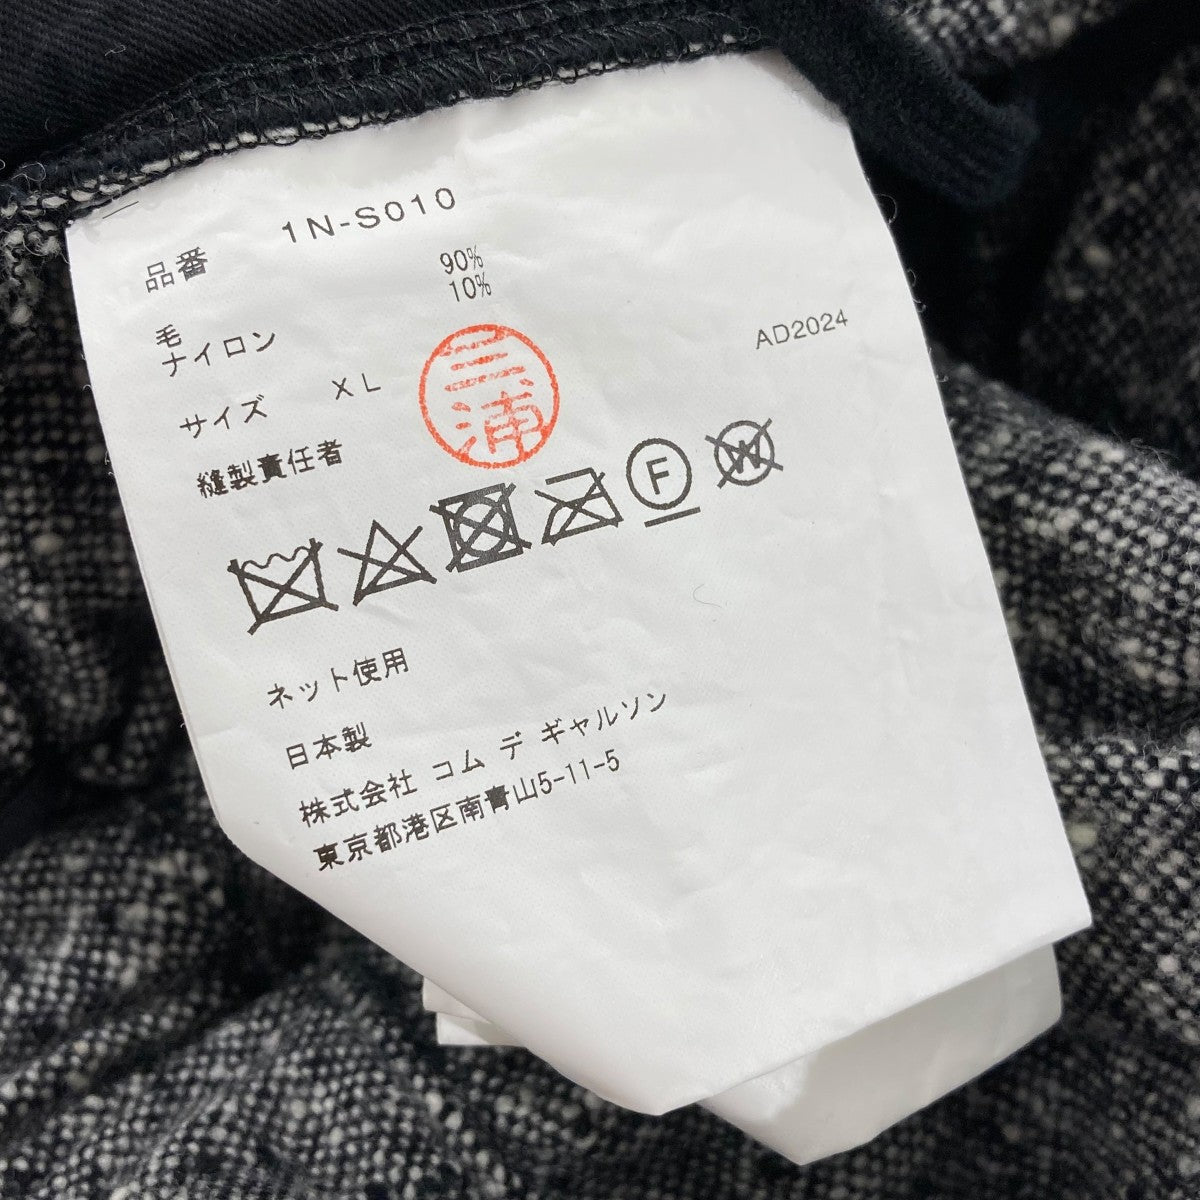 品番 1N-S010
毛 90%
ナイロン 10%
AD2024
サイズ XL
縫製責任者 三浦
F W
ネット使用
日本製
株式会社 コム デ ギャルソン
東京都港区南青山5-11-5